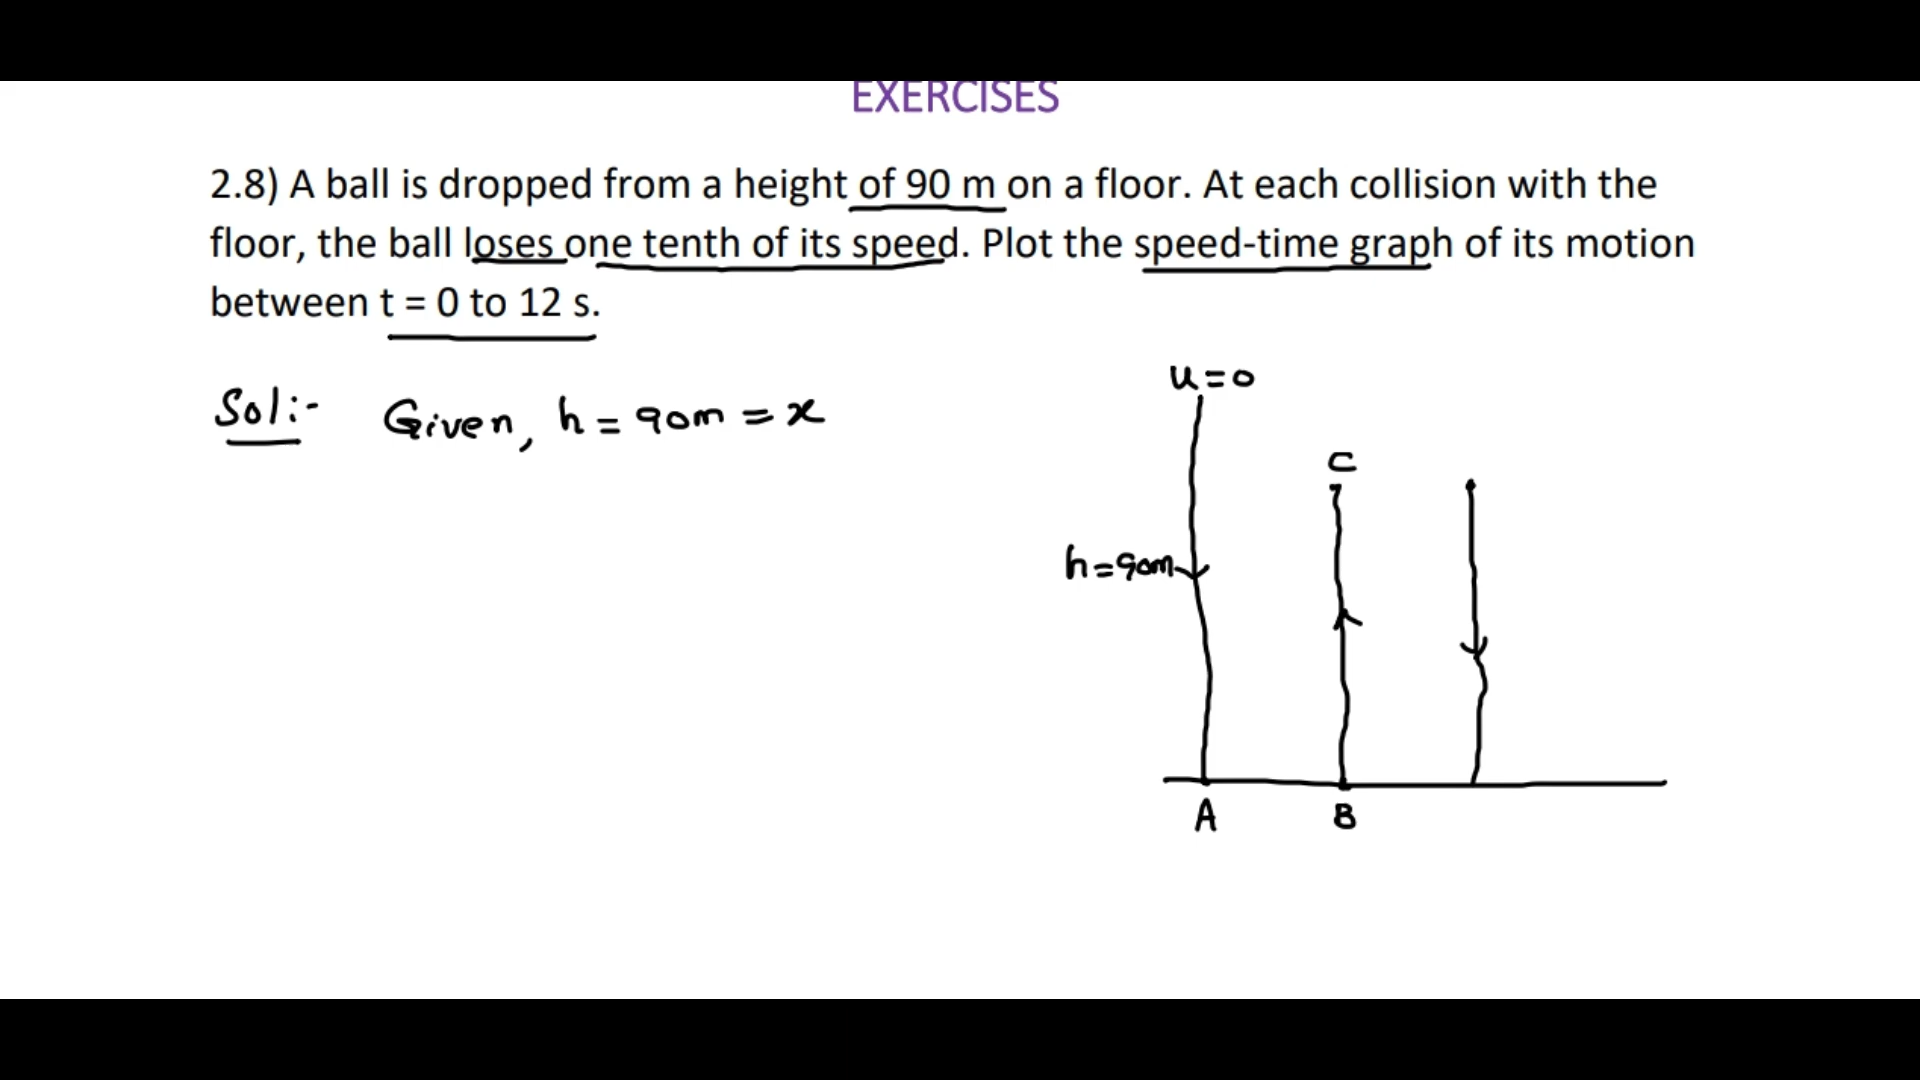 EXERCISES
2.8) A ball is dropped from a height of 90 m on a floor. At each collision with the
floor, the ball loses one tenth of its speed. Plot the speed-time graph of its motion
between t = 0 to 12 s.
Sol:- Given, h = 90m = x
u=0
C
h=90m
A B